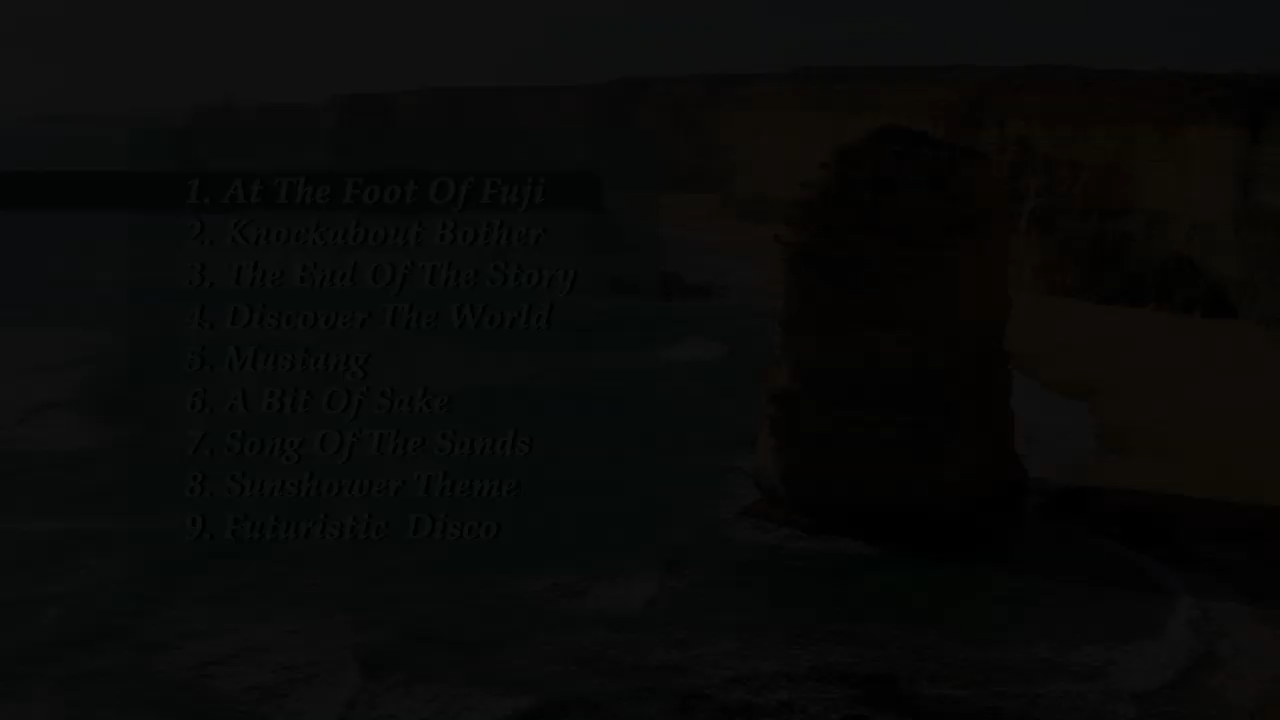 1. At The Foot Of Fuji
2. Knockabout Bother
3. The End Of The Story
4. Discover The World
5. Mustang
6. A Bit Of Sake
7. Song Of The Sands
8. Sunshower Theme
9. Futuristic Disco